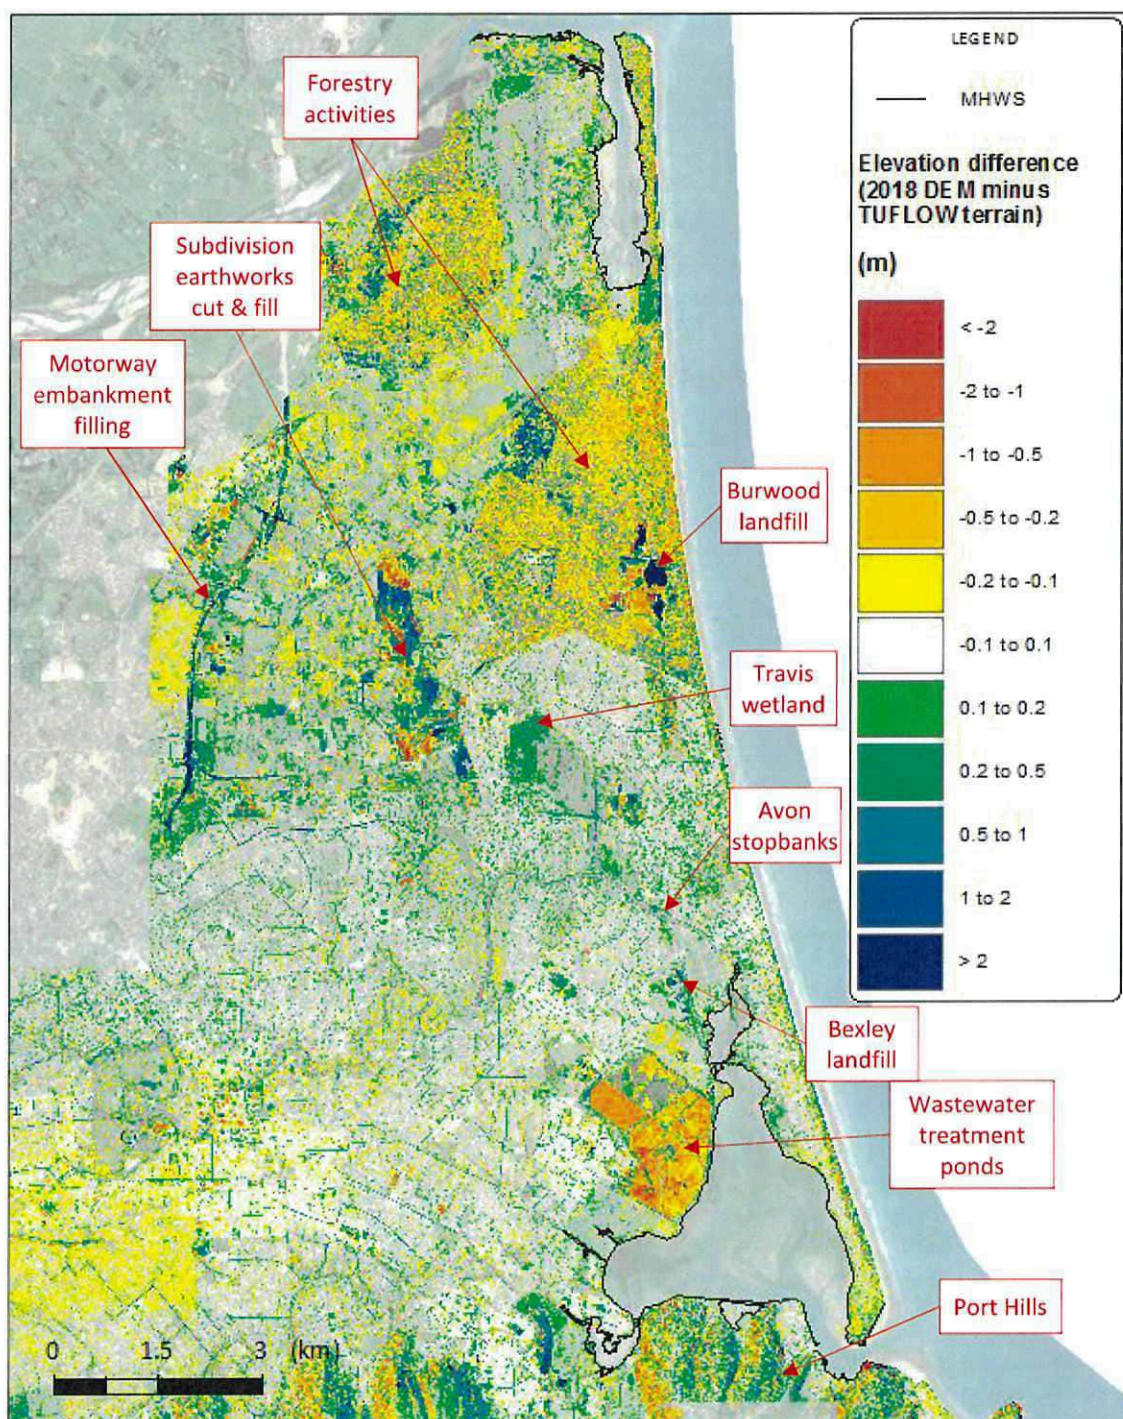 LEGEND
MHWS
Elevation difference
(2018 DEM minus
TUFLOW terrain)
(m)
< -2
-2 to -1
-1 to -0.5
-0.5 to -0.2
-0.2 to -0.1
-0.1 to 0.1
0.1 to 0.2
0.2 to 0.5
0.5 to 1
1 to 2
> 2
Forestry
activities
Subdivision
earthworks
cut & fill
Motorway
embankment
filling
Burwood
landfill
Travis
wetland
Avon
stopbanks
Bexley
landfill
Wastewater
treatment
ponds
Port Hills
0 1.5 3 (km)